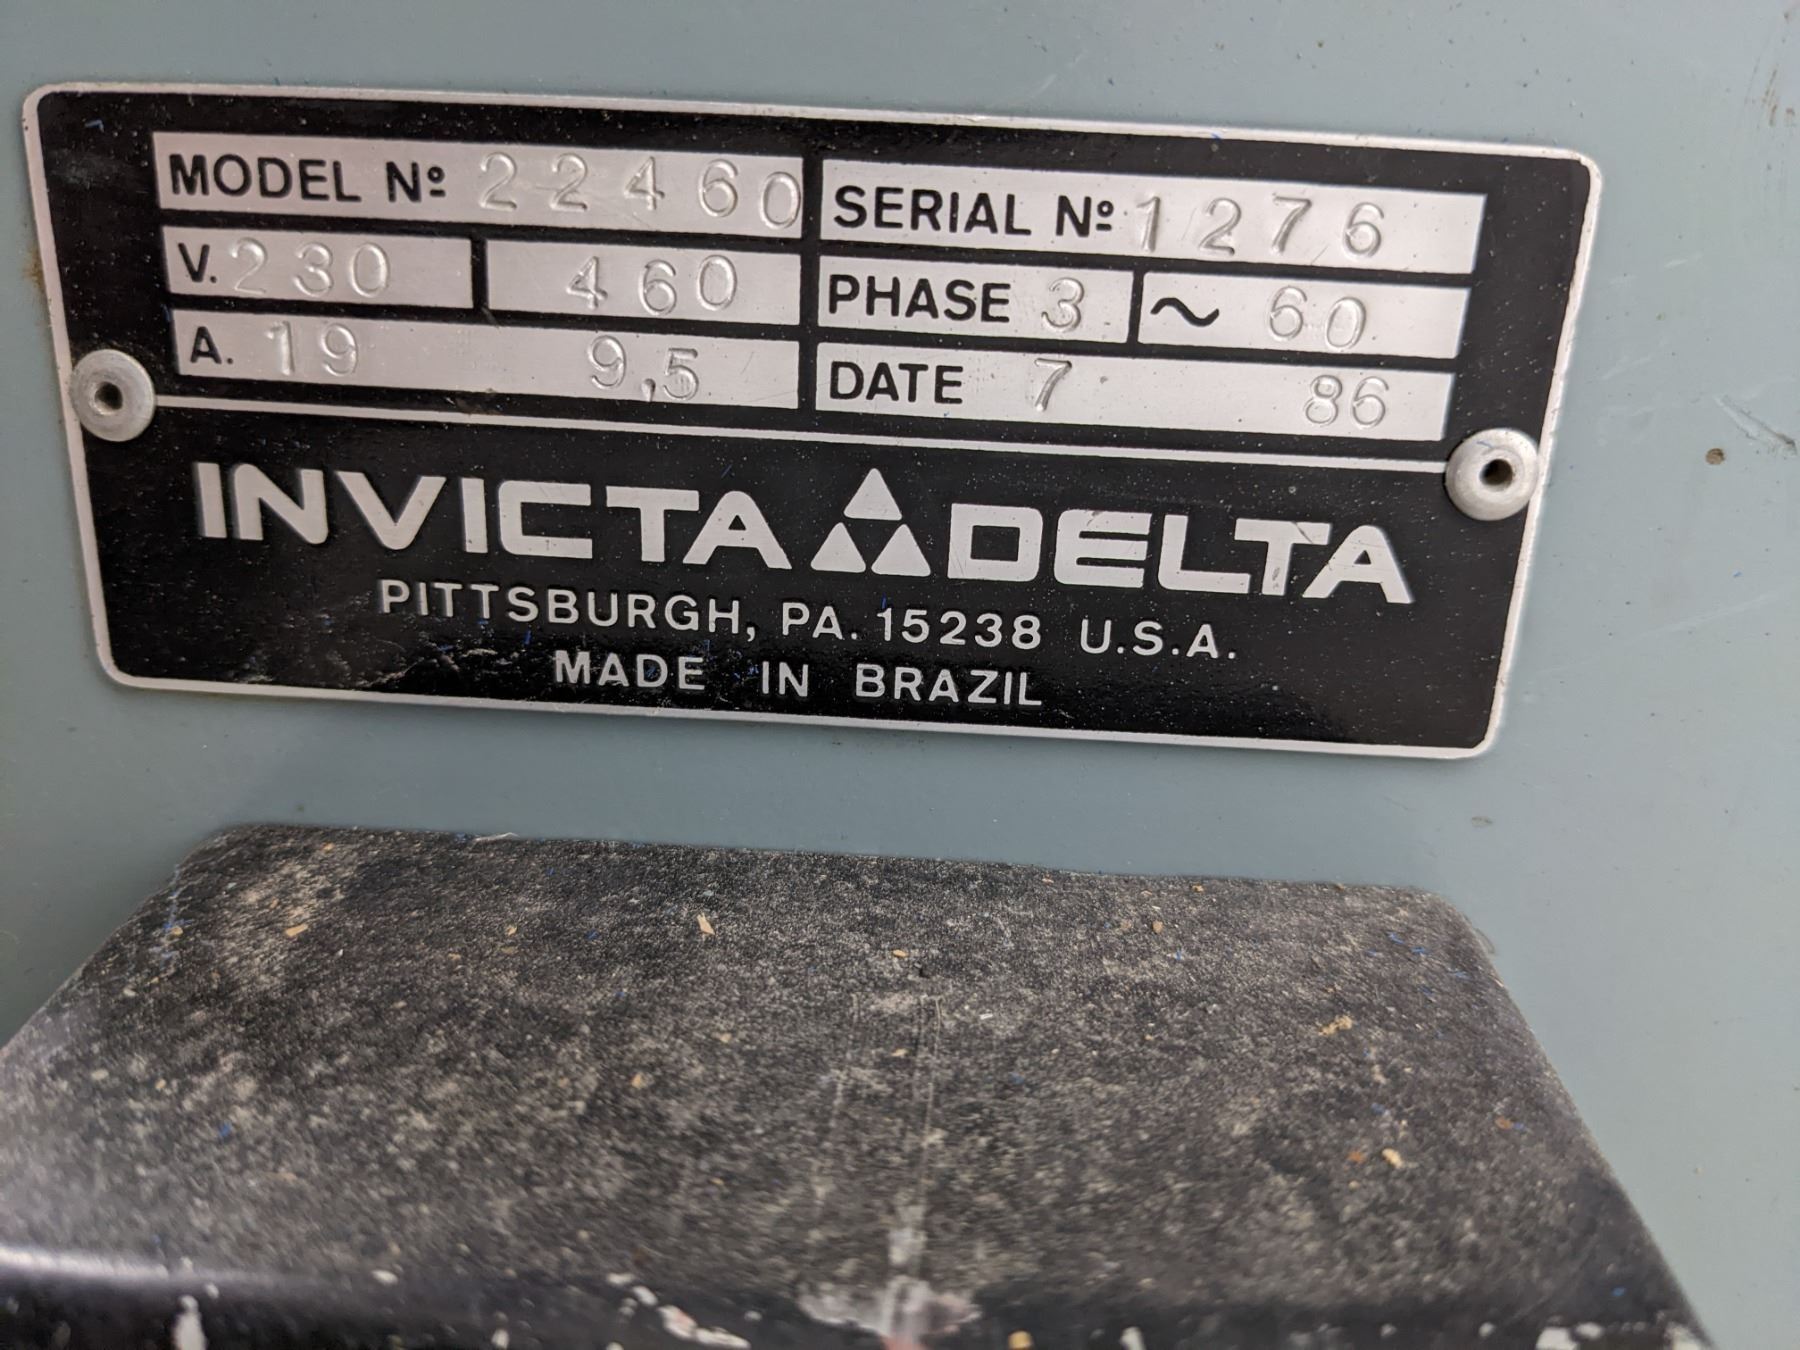 MODEL Nº 22460 SERIAL Nº 1276
V. 230 460 PHASE 3 ~ 60
A. 19 9.5 DATE 7 86
INVICTA DELTA
PITTSBURGH, PA. 15238 U.S.A.
MADE IN BRAZIL